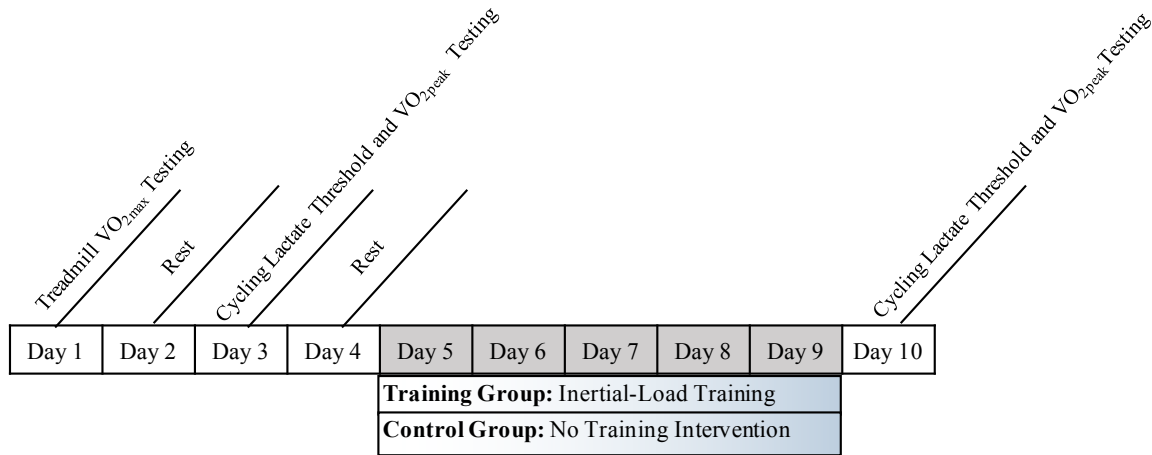 Treadmill VO2max Testing
Rest
Cycling Lactate Threshold and VO2peak Testing
Rest
Cycling Lactate Threshold and VO2peak Testing
Day 1 Day 2 Day 3 Day 4 Day 5 Day 6 Day 7 Day 8 Day 9 Day 10
Training Group: Inertial-Load Training
Control Group: No Training Intervention